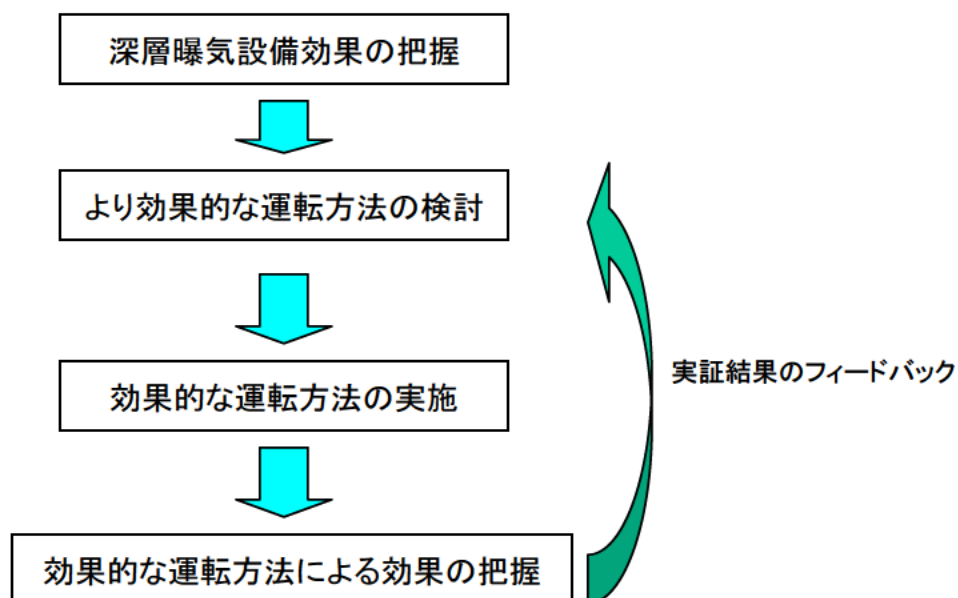 深層曝気設備効果の把握
より効果的な運転方法の検討
効果的な運転方法の実施
実証結果のフィードバック
効果的な運転方法による効果の把握